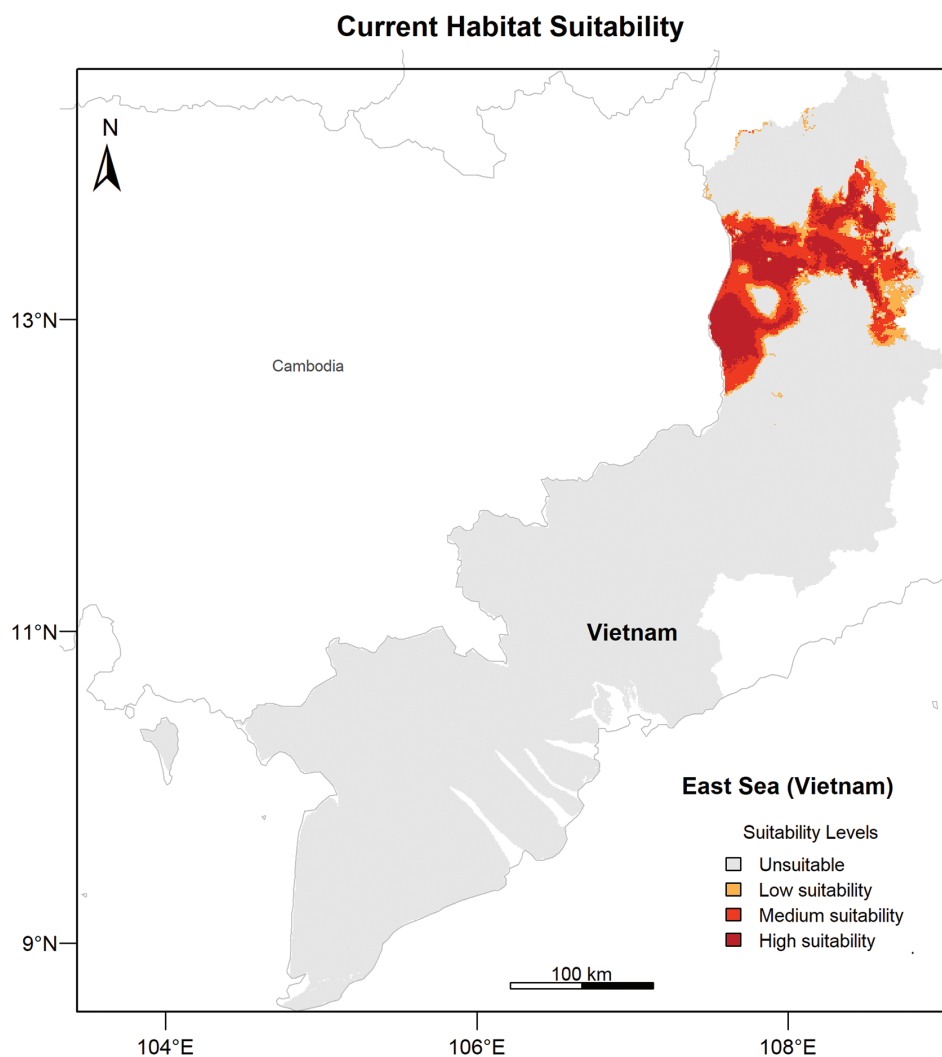 Current Habitat Suitability
N
13°N
Cambodia
11°N
Vietnam
East Sea (Vietnam)
Suitability Levels
Unsuitable
Low suitability
Medium suitability
High suitability
9°N
100 km
104°E
106°E
108°E